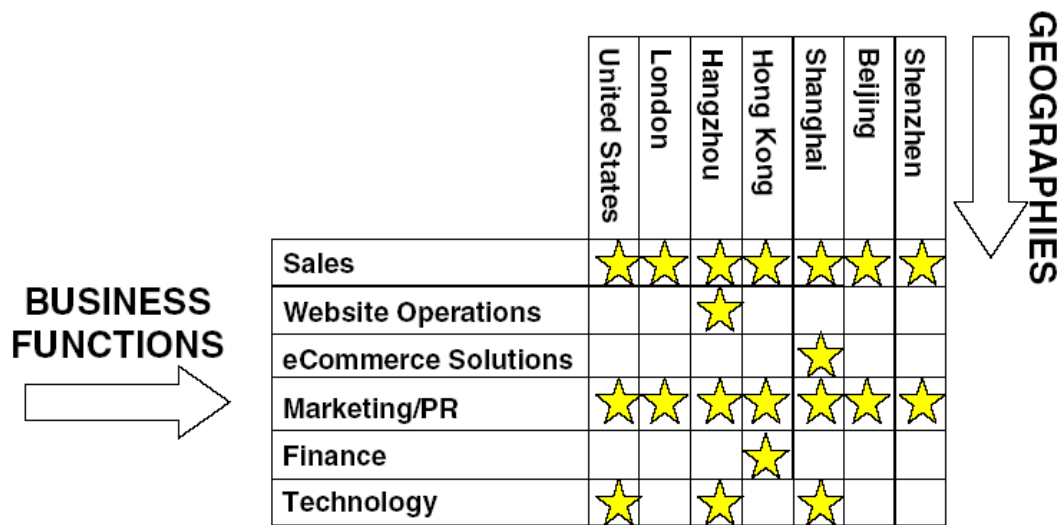 United States
London
Hangzhou
Hong Kong
Shanghai
Beijing
Shenzhen
GEOGRAPHIES
BUSINESS
FUNCTIONS
Sales
Website Operations
eCommerce Solutions
Marketing/PR
Finance
Technology